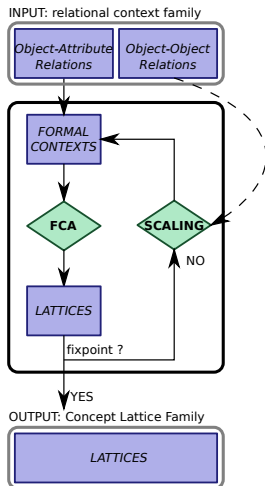 INPUT: relational context family
Object-Attribute
Relations
Object-Object
Relations
FORMAL
CONTEXTS
FCA
SCALING
NO
LATTICES
fixpoint ?
YES
OUTPUT: Concept Lattice Family
LATTICES